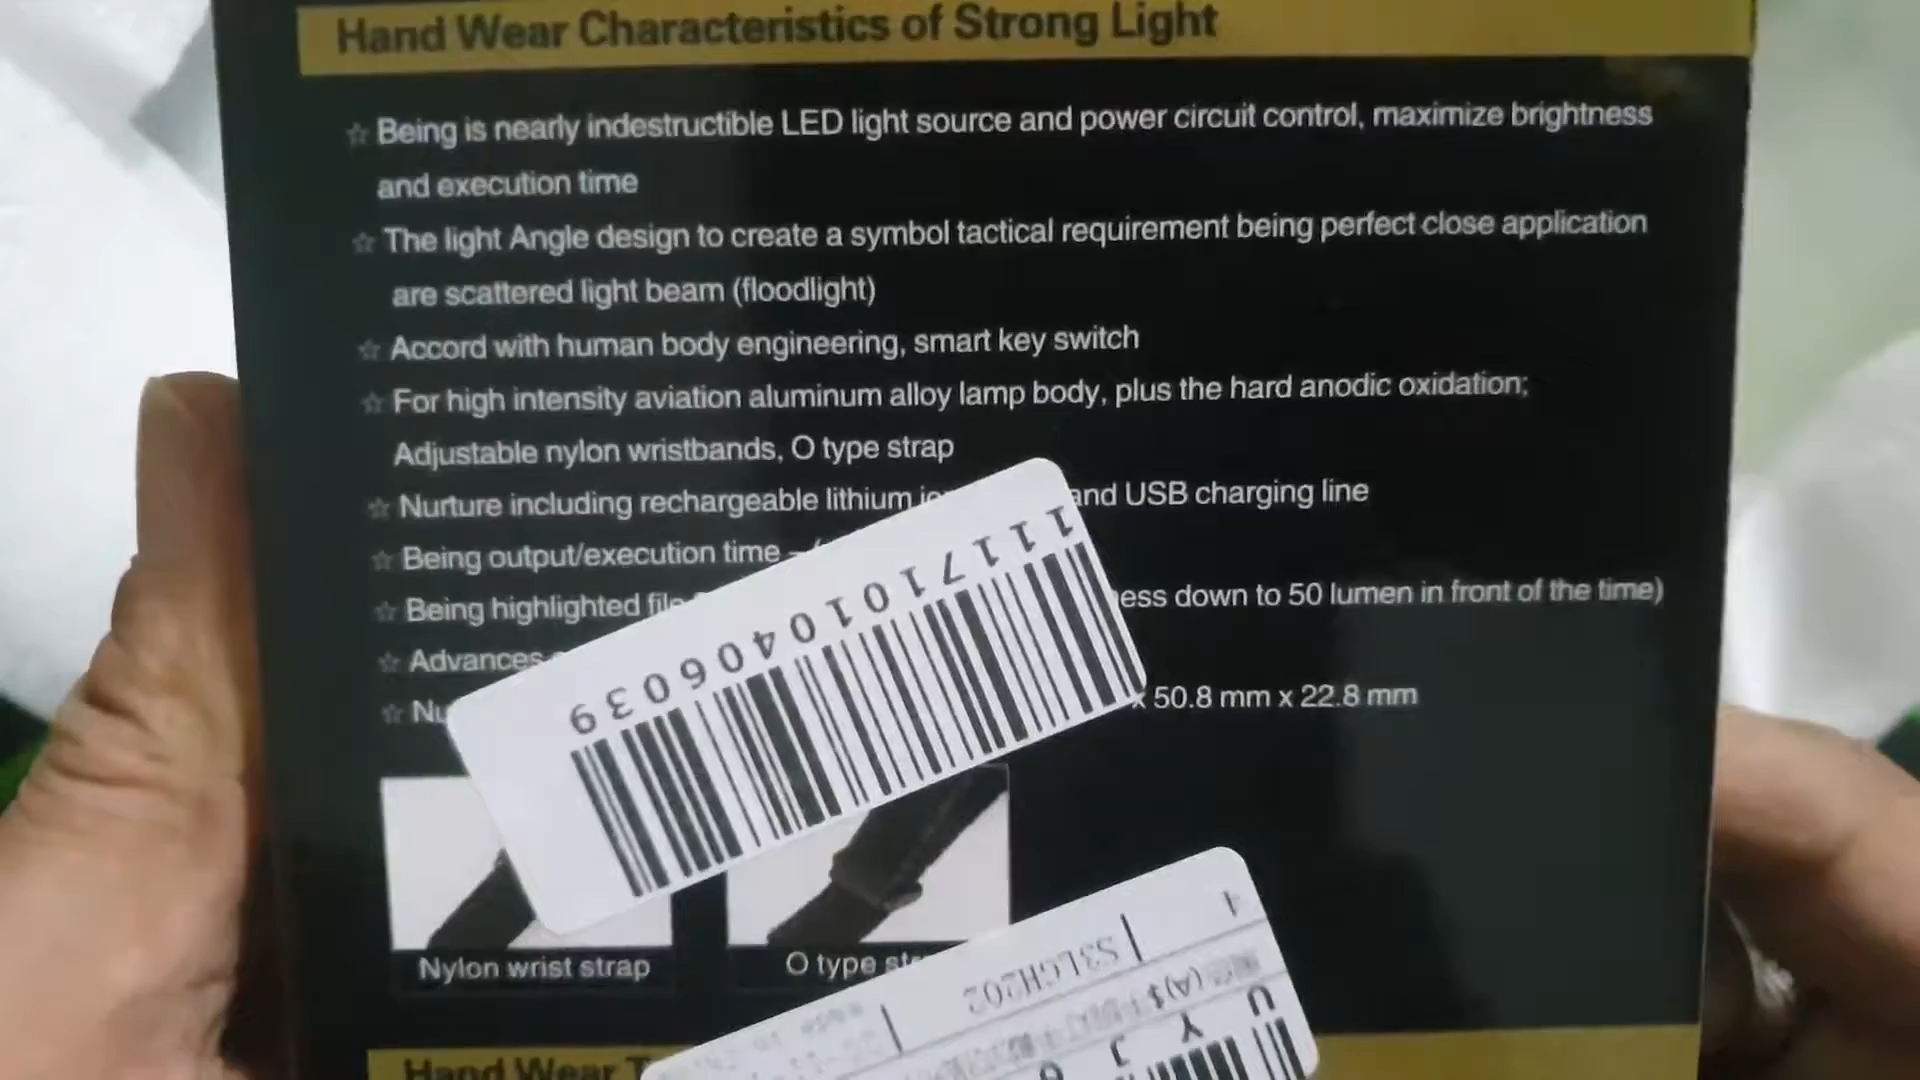 Hand Wear Characteristics of Strong Light
☆ Being is nearly indestructible LED light source and power circuit control, maximize brightness
and execution time
☆ The light Angle design to create a symbol tactical requirement being perfect close application
are scattered light beam (floodlight)
☆ Accord with human body engineering, smart key switch
☆ For high intensity aviation aluminum alloy lamp body, plus the hard anodic oxidation;
Adjustable nylon wristbands, O type strap
☆ Nurture including rechargeable lithium and USB charging line
☆ Being output/execution time
☆ Being highlighted down to 50 lumen in front of the time)
☆ Advances
☆ x 50.8 mm x 22.8 mm
11171010406039
Nylon wrist strap
O type
S3LGH202
4
U Y J
Hand Wear